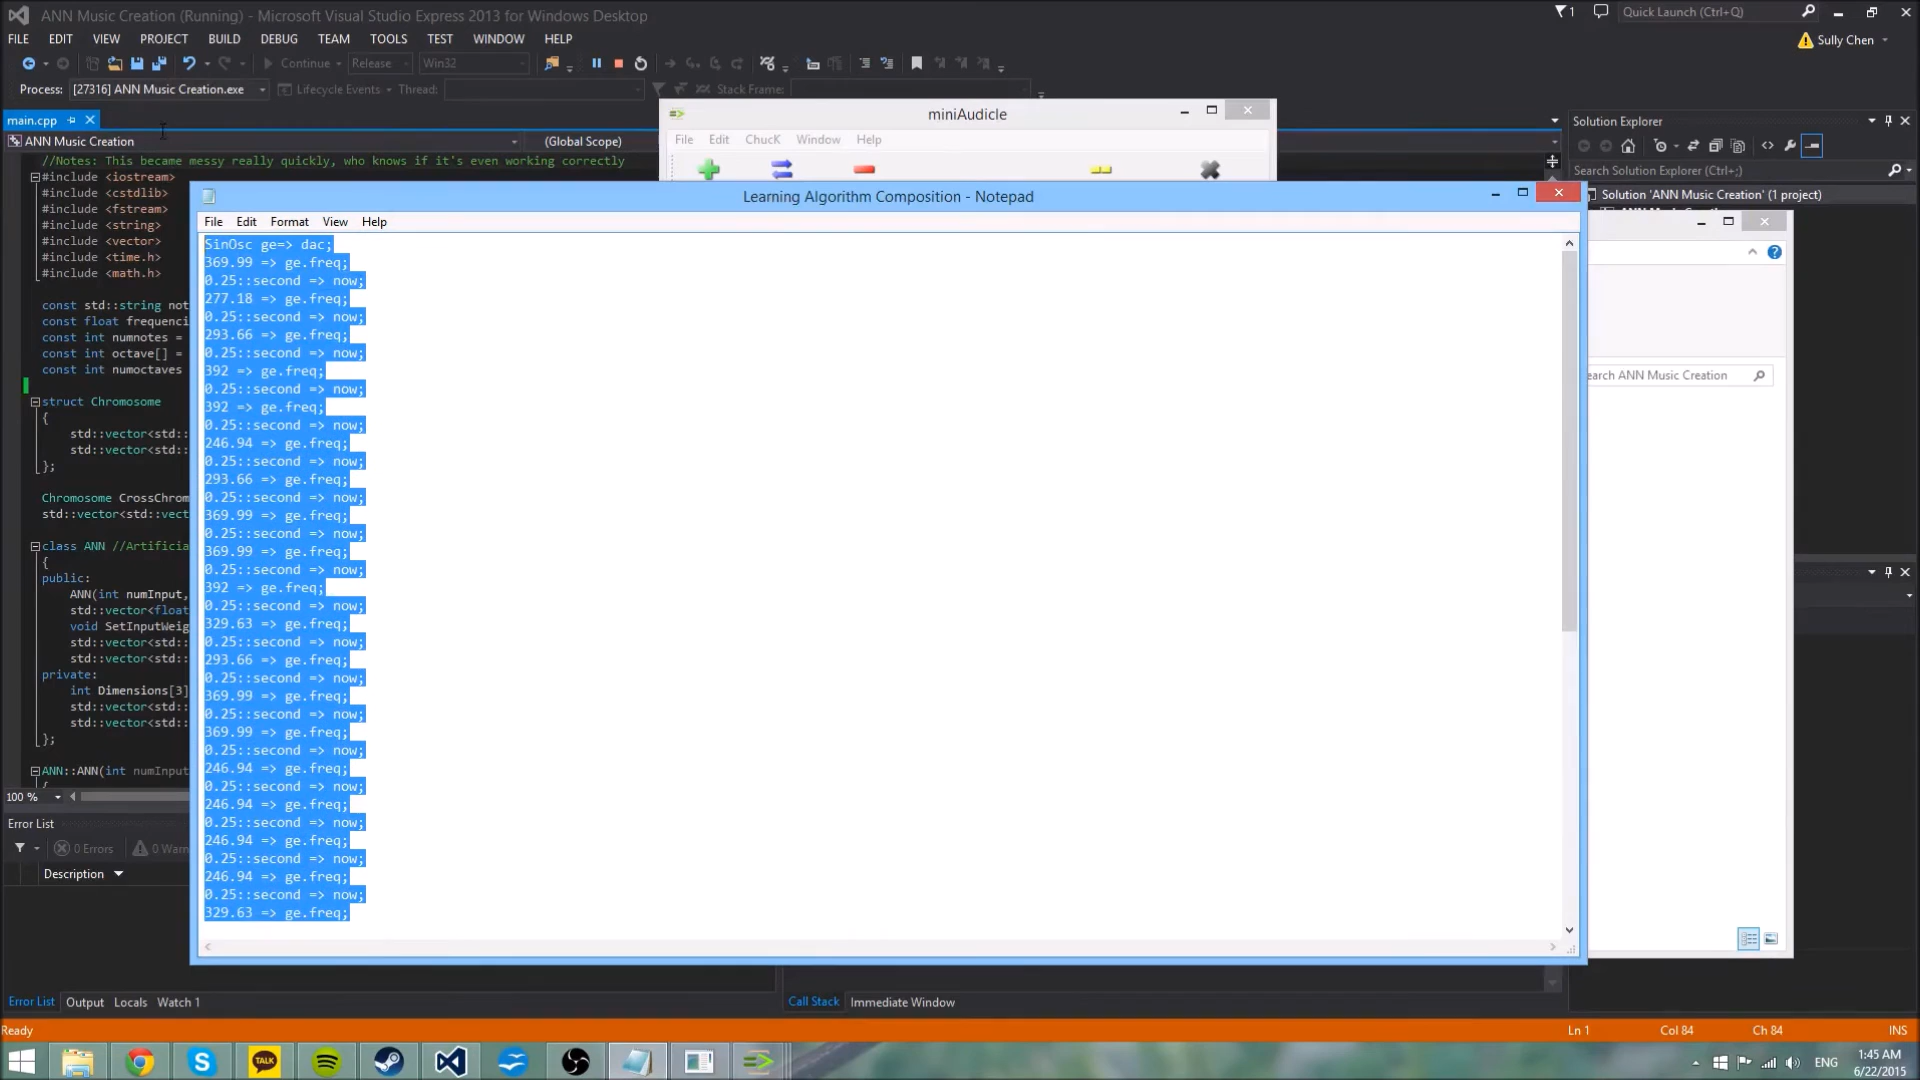 ANN Music Creation (Running) - Microsoft Visual Studio Express 2013 for Windows Desktop
1
Quick Launch (Ctrl+Q)
FILE EDIT VIEW PROJECT BUILD DEBUG TEAM TOOLS TEST WINDOW HELP
Sully Chen
Continue Release Win32
Process: [27316] ANN Music Creation.exe Lifecycle Events Thread: Stack Frame:
main.cpp
ANN Music Creation (Global Scope)
//Notes: This became messy really quickly, who knows if it's even working correctly
#include <iostream>
#include <cstdlib>
#include <fstream>
#include <string>
#include <vector>
#include <time.h>
#include <math.h>
const std::string not
const float frequenci
const int numnotes =
const int octave[] =
const int numoctaves
struct Chromosome
{
std::vector<std::
std::vector<std::
};
Chromosome CrossChrom
std::vector<std::vect
class ANN //Artificia
{
public:
ANN(int numInput,
std::vector<float
void SetInputWeig
std::vector<std::
std::vector<std::
private:
int Dimensions[3]
std::vector<std::
std::vector<std::
};
ANN::ANN(int numInput
{
100 %
miniAudicle
File Edit ChucK Window Help
Learning Algorithm Composition - Notepad
File Edit Format View Help
SinOsc ge=> dac;
369.99 => ge.freq;
0.25::second => now;
277.18 => ge.freq;
0.25::second => now;
293.66 => ge.freq;
0.25::second => now;
392 => ge.freq;
0.25::second => now;
392 => ge.freq;
0.25::second => now;
246.94 => ge.freq;
0.25::second => now;
293.66 => ge.freq;
0.25::second => now;
369.99 => ge.freq;
0.25::second => now;
369.99 => ge.freq;
0.25::second => now;
392 => ge.freq;
0.25::second => now;
329.63 => ge.freq;
0.25::second => now;
293.66 => ge.freq;
0.25::second => now;
369.99 => ge.freq;
0.25::second => now;
369.99 => ge.freq;
0.25::second => now;
246.94 => ge.freq;
0.25::second => now;
246.94 => ge.freq;
0.25::second => now;
246.94 => ge.freq;
0.25::second => now;
246.94 => ge.freq;
0.25::second => now;
329.63 => ge.freq;
Solution Explorer
Search Solution Explorer (Ctrl+;)
Solution 'ANN Music Creation' (1 project)
earch ANN Music Creation
Error List
0 Errors 0 Warn
Description
Error List Output Locals Watch 1
Call Stack Immediate Window
Ready
Ln 1 Col 84 Ch 84 INS
TALK
ENG
1:45 AM
6/22/2015